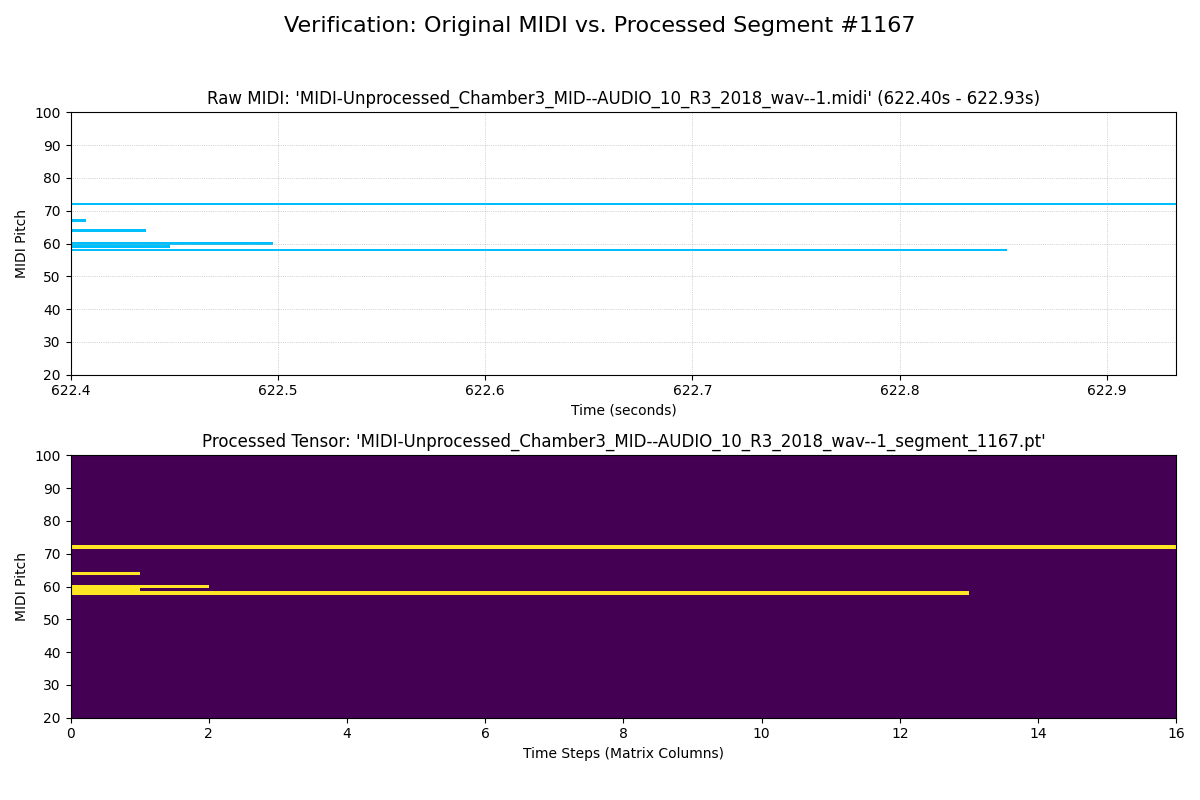 Verification: Original MIDI vs. Processed Segment #1167
Raw MIDI: 'MIDI-Unprocessed_Chamber3_MID--AUDIO_10_R3_2018_wav--1.midi' (622.40s - 622.93s)
100
90
80
70
60
50
40
30
20
MIDI Pitch
622.4 622.5 622.6 622.7 622.8 622.9
Time (seconds)
Processed Tensor: 'MIDI-Unprocessed_Chamber3_MID--AUDIO_10_R3_2018_wav--1_segment_1167.pt'
100
90
80
70
60
50
40
30
20
MIDI Pitch
0 2 4 6 8 10 12 14 16
Time Steps (Matrix Columns)